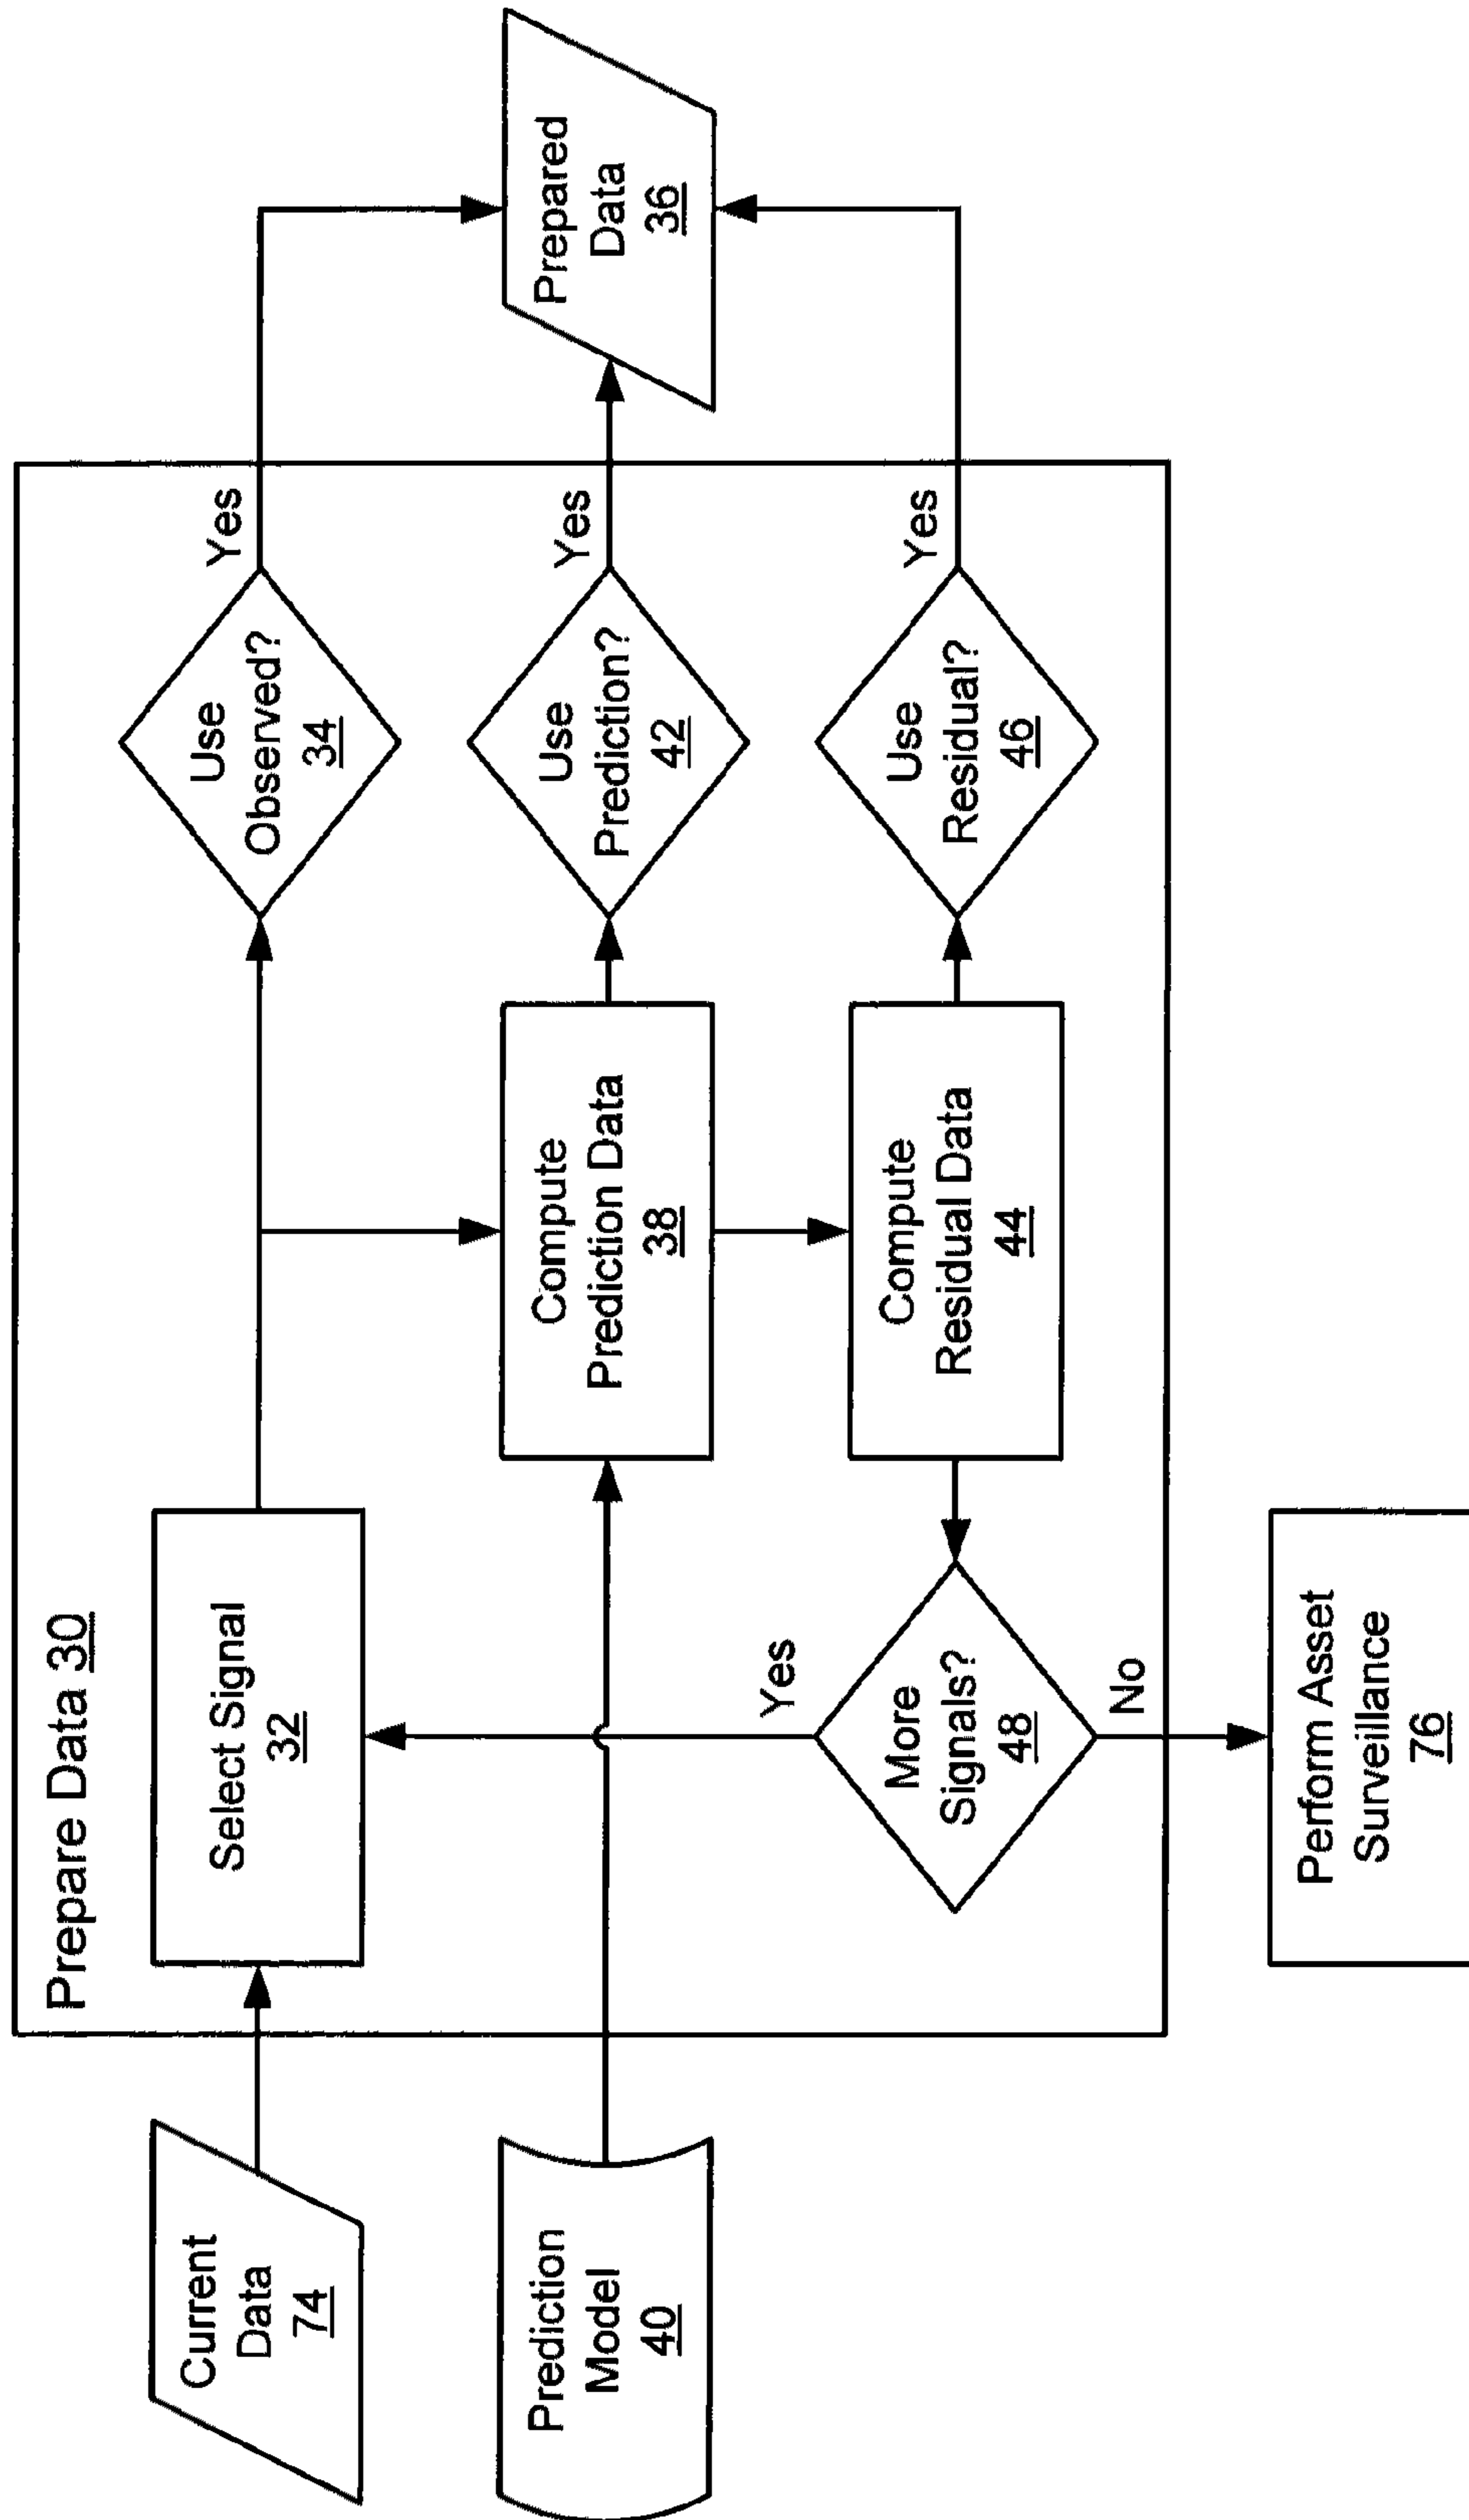 Prepare Data 30
Current
Data
74
Select Signal
32
Use
Observed?
34
Yes
Prediction
Model
40
Compute
Prediction Data
38
Use
Prediction?
42
Yes
Prepared
Data
36
Yes
More
Signals?
48
No
Compute
Residual Data
44
Use
Residual?
46
Yes
Perform Asset
Surveillance
76